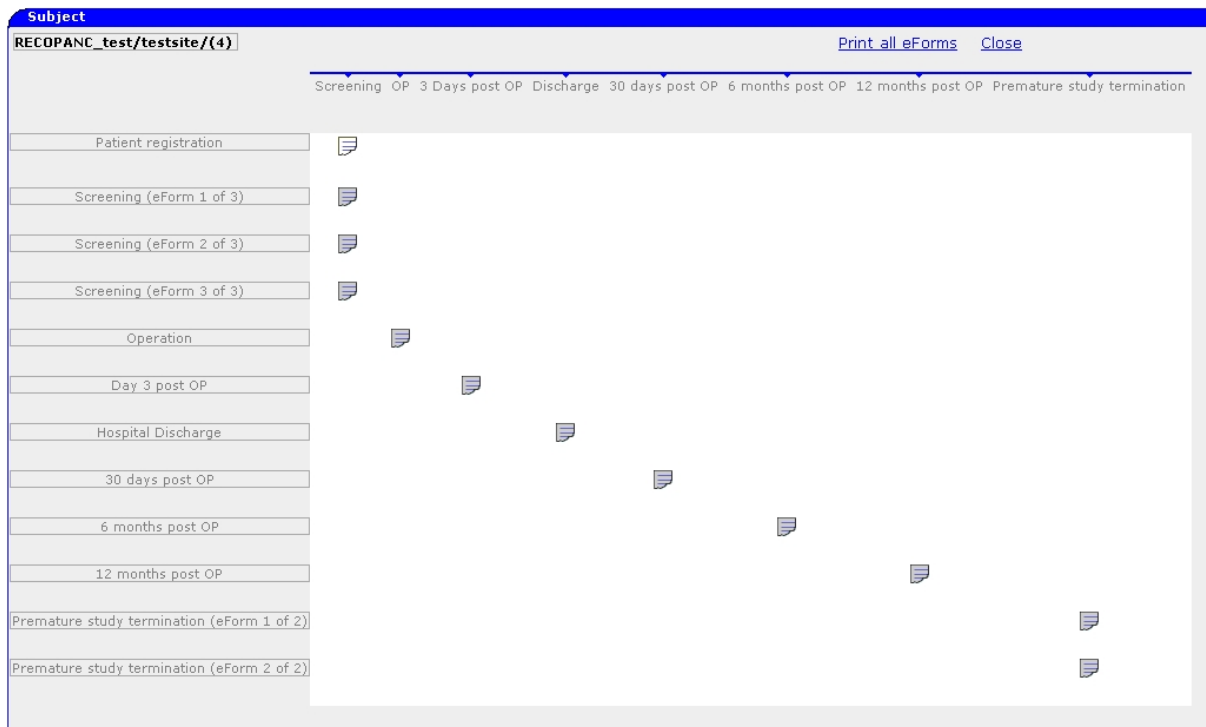 Subject
RECOPANC_test/testsite/(4) Print all eForms Close
Screening OP 3 Days post OP Discharge 30 days post OP 6 months post OP 12 months post OP Premature study termination
Patient registration
Screening (eForm 1 of 3)
Screening (eForm 2 of 3)
Screening (eForm 3 of 3)
Operation
Day 3 post OP
Hospital Discharge
30 days post OP
6 months post OP
12 months post OP
Premature study termination (eForm 1 of 2)
Premature study termination (eForm 2 of 2)